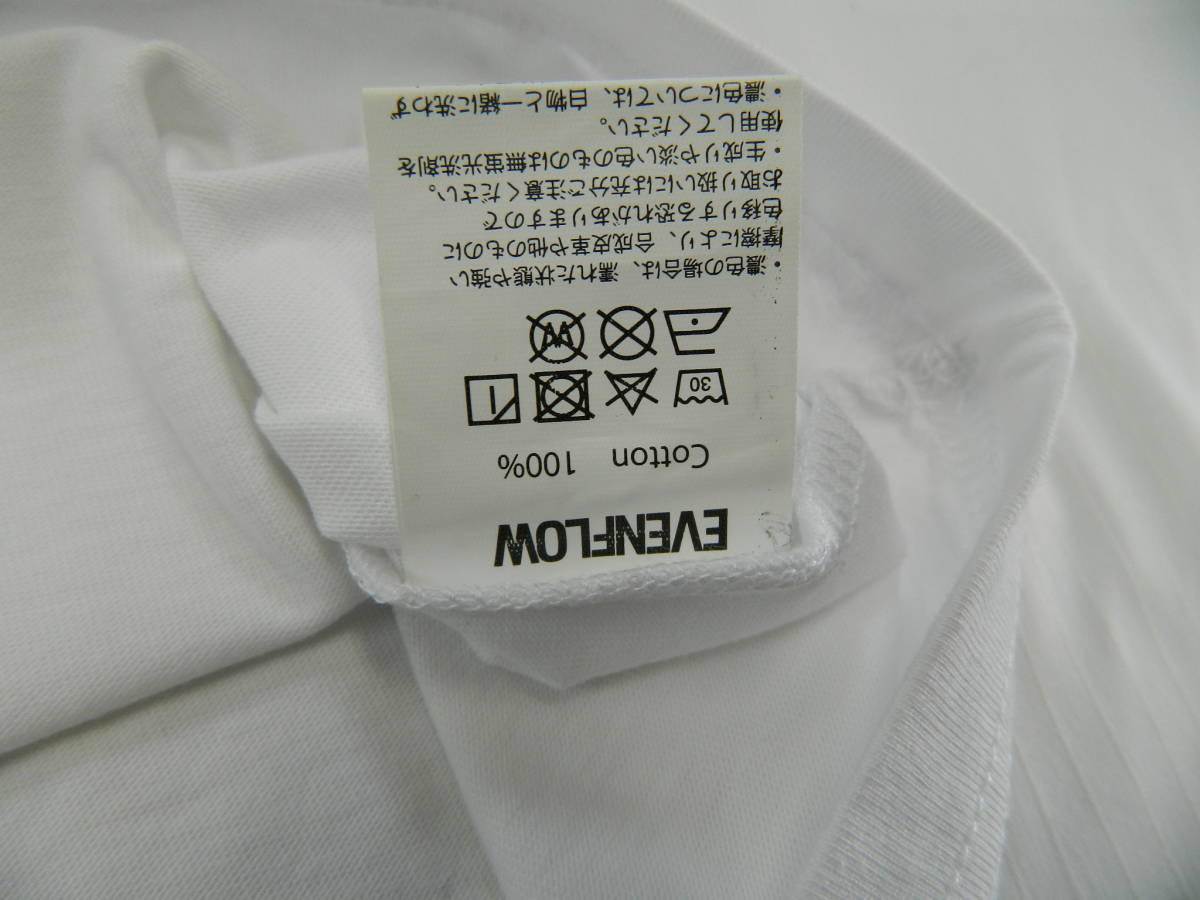 EVENFLOW
Cotton 100%
30
W
・濃色の場合は、濡れた状態や強い
摩擦により、合成皮革や他のものに
色移りする恐れがありますので
お取り扱いには充分ご注意ください。
・生成りや淡い色のものは無蛍光洗剤を
使用してください。
・濃色については、白物と一緒に洗わず